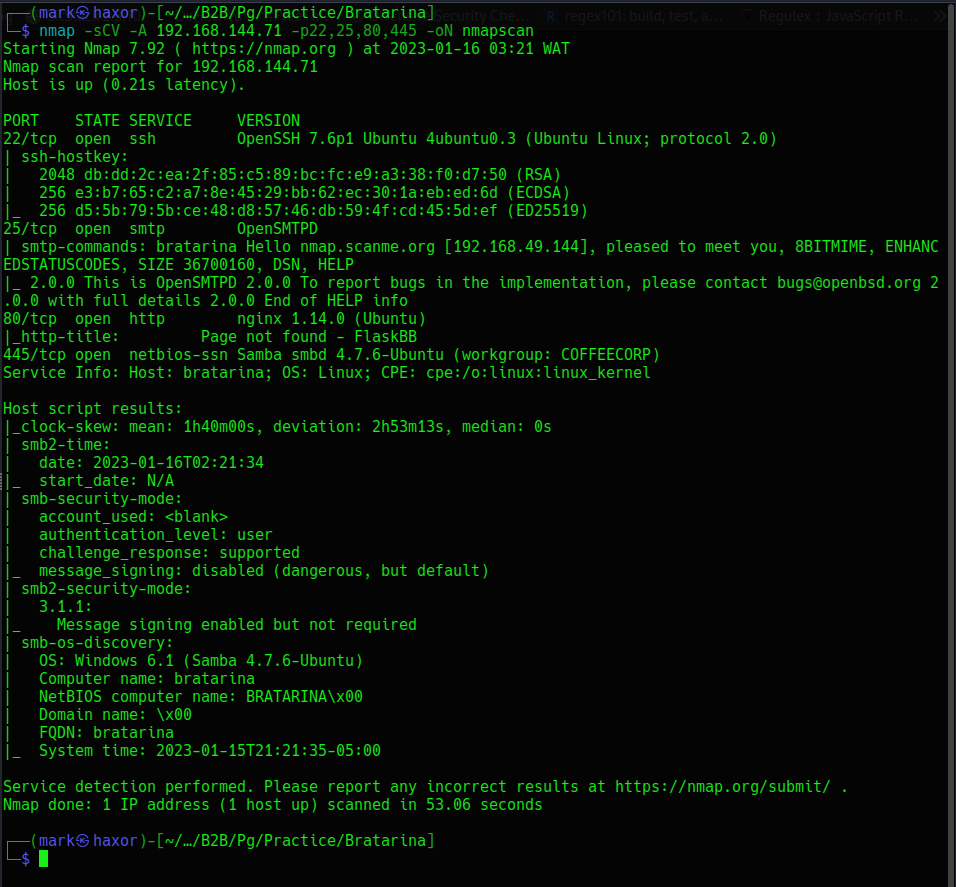 Security Che... regex101: build, test, a... Regulex : JavaScript R...
┌──(mark㉿haxor)-[~/…/B2B/Pg/Practice/Bratarina]
└─$ nmap -sCV -A 192.168.144.71 -p22,25,80,445 -oN nmapscan
Starting Nmap 7.92 ( https://nmap.org ) at 2023-01-16 03:21 WAT
Nmap scan report for 192.168.144.71
Host is up (0.21s latency).
PORT    STATE SERVICE     VERSION
22/tcp  open  ssh         OpenSSH 7.6p1 Ubuntu 4ubuntu0.3 (Ubuntu Linux; protocol 2.0)
| ssh-hostkey:
|   2048 db:dd:2c:ea:2f:85:c5:89:bc:fc:e9:a3:38:f0:d7:50 (RSA)
|   256 e3:b7:65:c2:a7:8e:45:29:bb:62:ec:30:1a:eb:ed:6d (ECDSA)
|_  256 d5:5b:79:5b:ce:48:d8:57:46:db:59:4f:cd:45:5d:ef (ED25519)
25/tcp  open  smtp        OpenSMTPD
| smtp-commands: bratarina Hello nmap.scanme.org [192.168.49.144], pleased to meet you, 8BITMIME, ENHANC
EDSTATUSCODES, SIZE 36700160, DSN, HELP
|_ 2.0.0 This is OpenSMTPD 2.0.0 To report bugs in the implementation, please contact bugs@openbsd.org 2
.0.0 with full details 2.0.0 End of HELP info
80/tcp  open  http        nginx 1.14.0 (Ubuntu)
|_http-title:         Page not found - FlaskBB
445/tcp open  netbios-ssn Samba smbd 4.7.6-Ubuntu (workgroup: COFFEECORP)
Service Info: Host: bratarina; OS: Linux; CPE: cpe:/o:linux:linux_kernel
Host script results:
|_clock-skew: mean: 1h40m00s, deviation: 2h53m13s, median: 0s
| smb2-time:
|   date: 2023-01-16T02:21:34
|_  start_date: N/A
| smb-security-mode:
|   account_used: <blank>
|   authentication_level: user
|   challenge_response: supported
|_  message_signing: disabled (dangerous, but default)
| smb2-security-mode:
|   3.1.1:
|_    Message signing enabled but not required
| smb-os-discovery:
|   OS: Windows 6.1 (Samba 4.7.6-Ubuntu)
|   Computer name: bratarina
|   NetBIOS computer name: BRATARINA\x00
|   Domain name: \x00
|   FQDN: bratarina
|_  System time: 2023-01-15T21:21:35-05:00
Service detection performed. Please report any incorrect results at https://nmap.org/submit/ .
Nmap done: 1 IP address (1 host up) scanned in 53.06 seconds
┌──(mark㉿haxor)-[~/…/B2B/Pg/Practice/Bratarina]
└─$